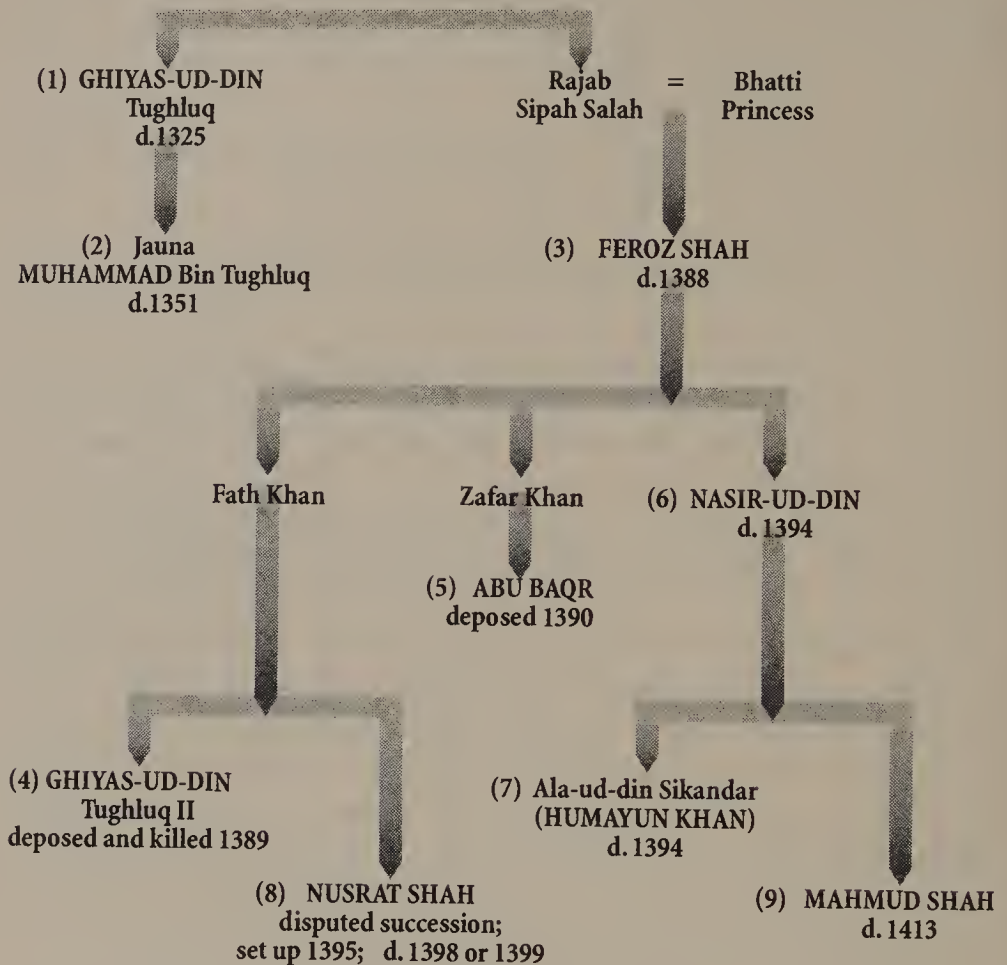 (1) GHIYAS-UD-DIN
Tughluq
d.1325
Rajab = Bhatti
Sipah Salah Princess
(2) Jauna
MUHAMMAD Bin Tughluq
d.1351
(3) FEROZ SHAH
d.1388
Fath Khan
Zafar Khan
(6) NASIR-UD-DIN
d. 1394
(5) ABU BAQR
deposed 1390
(4) GHIYAS-UD-DIN
Tughluq II
deposed and killed 1389
(7) Ala-ud-din Sikandar
(HUMAYUN KHAN)
d. 1394
(8) NUSRAT SHAH
disputed succession;
set up 1395; d. 1398 or 1399
(9) MAHMUD SHAH
d. 1413